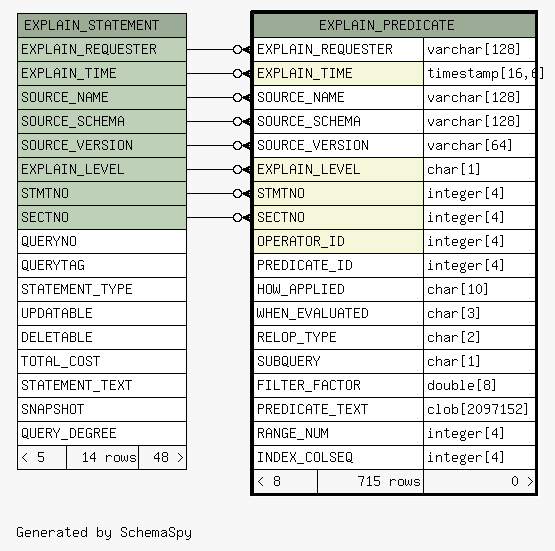 EXPLAIN_STATEMENT
EXPLAIN_REQUESTER
EXPLAIN_TIME
SOURCE_NAME
SOURCE_SCHEMA
SOURCE_VERSION
EXPLAIN_LEVEL
STMTNO
SECTNO
QUERYNO
QUERYTAG
STATEMENT_TYPE
UPDATABLE
DELETABLE
TOTAL_COST
STATEMENT_TEXT
SNAPSHOT
QUERY_DEGREE
< 5 14 rows 48 >
EXPLAIN_PREDICATE
EXPLAIN_REQUESTER varchar[128]
EXPLAIN_TIME timestamp[16,6]
SOURCE_NAME varchar[128]
SOURCE_SCHEMA varchar[128]
SOURCE_VERSION varchar[64]
EXPLAIN_LEVEL char[1]
STMTNO integer[4]
SECTNO integer[4]
OPERATOR_ID integer[4]
PREDICATE_ID integer[4]
HOW_APPLIED char[10]
WHEN_EVALUATED char[3]
RELOP_TYPE char[2]
SUBQUERY char[1]
FILTER_FACTOR double[8]
PREDICATE_TEXT clob[2097152]
RANGE_NUM integer[4]
INDEX_COLSEQ integer[4]
< 8 715 rows 0 >
Generated by SchemaSpy